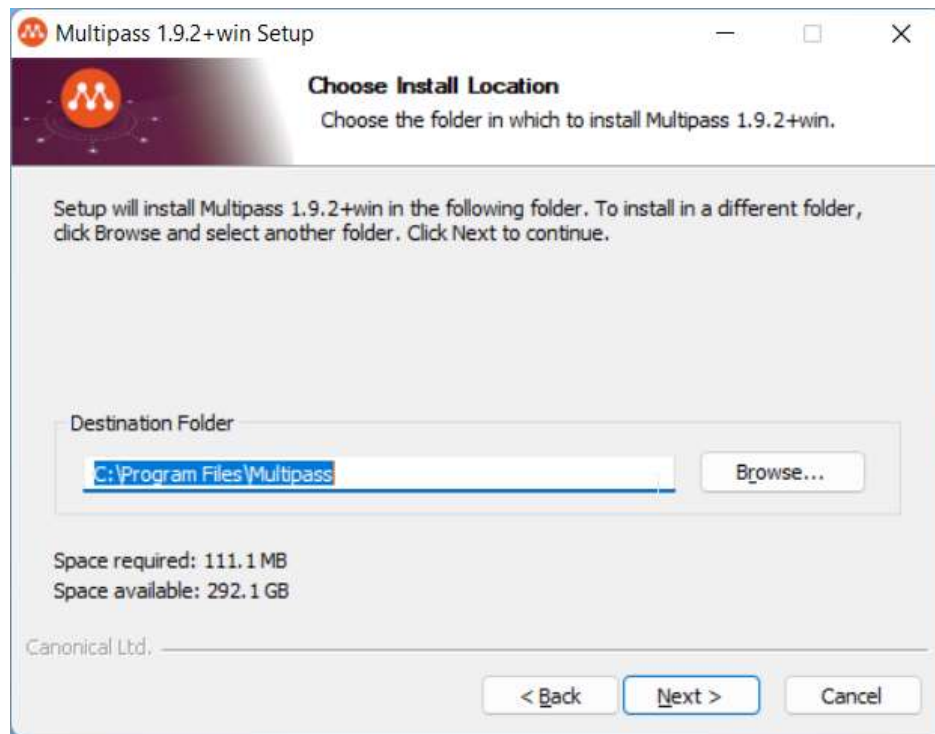 Multipass 1.9.2+win Setup
Choose Install Location
Choose the folder in which to install Multipass 1.9.2+win.
Setup will install Multipass 1.9.2+win in the following folder. To install in a different folder,
click Browse and select another folder. Click Next to continue.
Destination Folder
C:\Program Files\Multipass
Browse...
Space required: 111.1 MB
Space available: 292.1 GB
Canonical Ltd.
< Back
Next >
Cancel